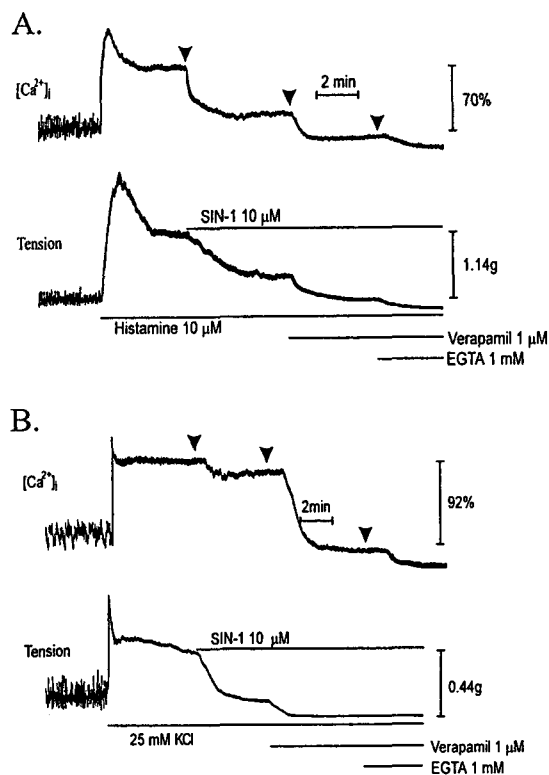 A.
[Ca2+]i
2 min
70%
SIN-1 10 μM
Tension
1.14g
Histamine 10 μM
Verapamil 1 μM
EGTA 1 mM
B.
[Ca2+]i
2min
92%
SIN-1 10 μM
Tension
0.44g
25 mM KCl
Verapamil 1 μM
EGTA 1 mM